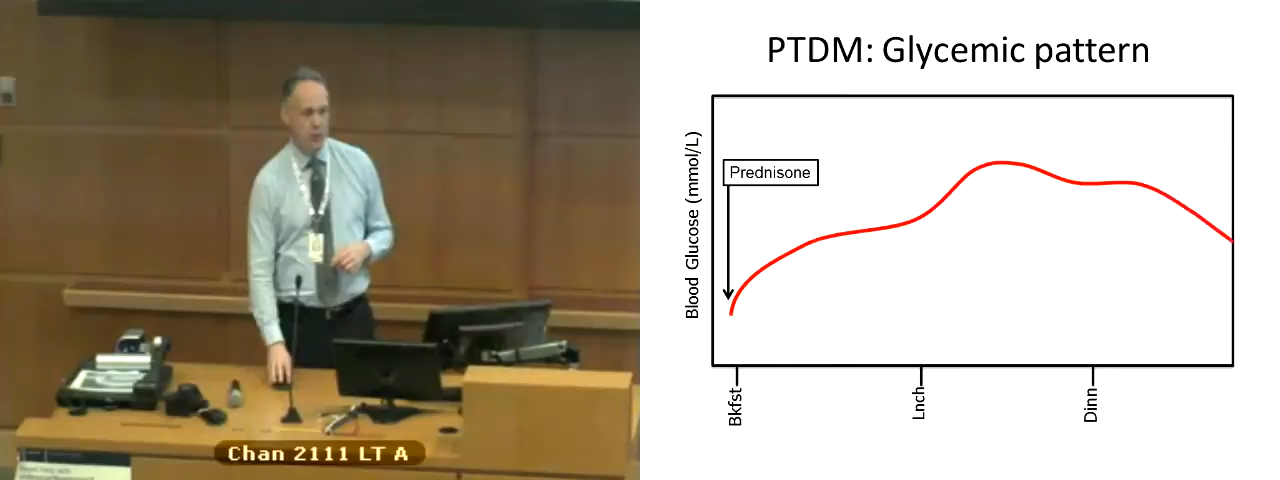 Chan 2111 LT A
PTDM: Glycemic pattern
Blood Glucose (mmol/L)
Prednisone
Bkfst
Lnch
Dinn